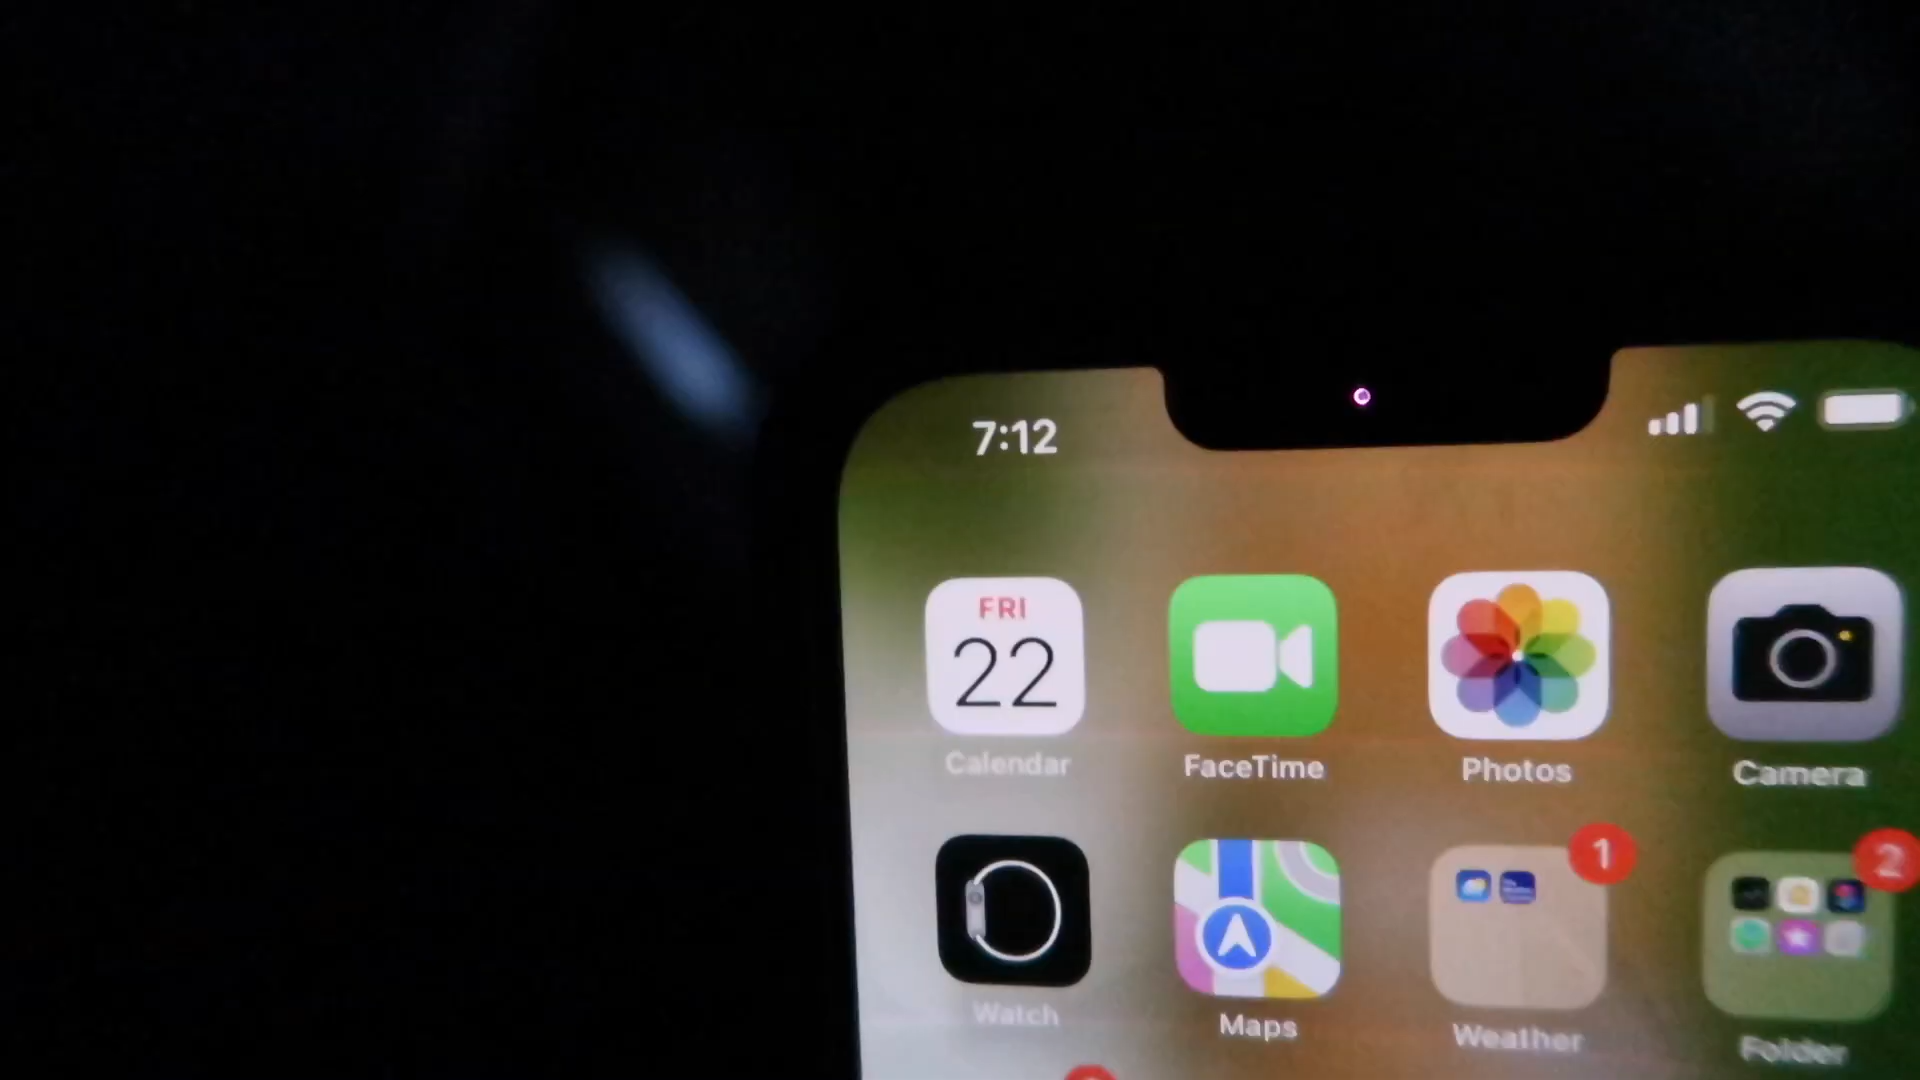 7:12
FRI
22
Calendar
FaceTime
Photos
Camera
1
2
Watch
Maps
Weather
Folder